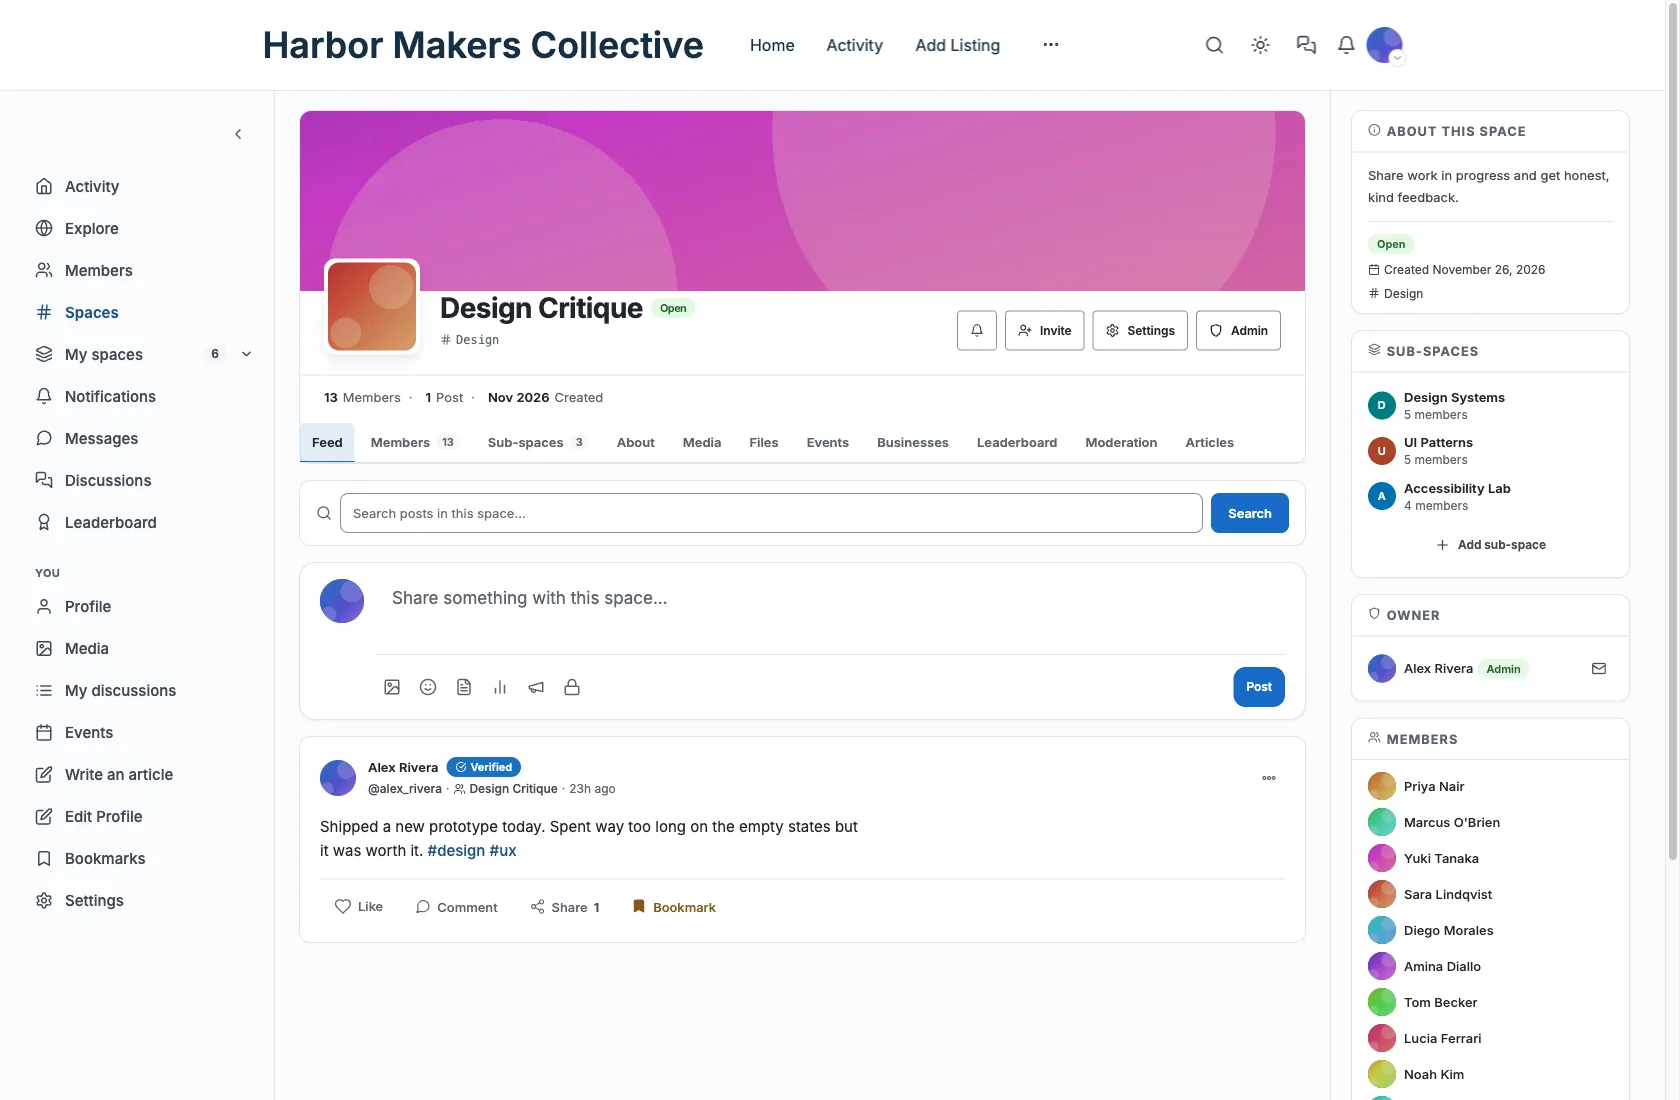 Harbor Makers Collective
Home
Activity
Add Listing
Activity
Explore
Members
Spaces
My spaces 6
Notifications
Messages
Discussions
Leaderboard
YOU
Profile
Media
My discussions
Events
Write an article
Edit Profile
Bookmarks
Settings
Design Critique Open
# Design
Invite
Settings
Admin
13 Members · 1 Post · Nov 2026 Created
Feed
Members 13
Sub-spaces 3
About
Media
Files
Events
Businesses
Leaderboard
Moderation
Articles
Search posts in this space...
Search
Share something with this space...
Post
Alex Rivera Verified
@alex_rivera · Design Critique · 23h ago
Shipped a new prototype today. Spent way too long on the empty states but
it was worth it. #design #ux
Like
Comment
Share 1
Bookmark
ABOUT THIS SPACE
Share work in progress and get honest,
kind feedback.
Open
Created November 26, 2026
# Design
SUB-SPACES
D
Design Systems
5 members
U
UI Patterns
5 members
A
Accessibility Lab
4 members
+ Add sub-space
OWNER
Alex Rivera Admin
MEMBERS
Priya Nair
Marcus O'Brien
Yuki Tanaka
Sara Lindqvist
Diego Morales
Amina Diallo
Tom Becker
Lucia Ferrari
Noah Kim